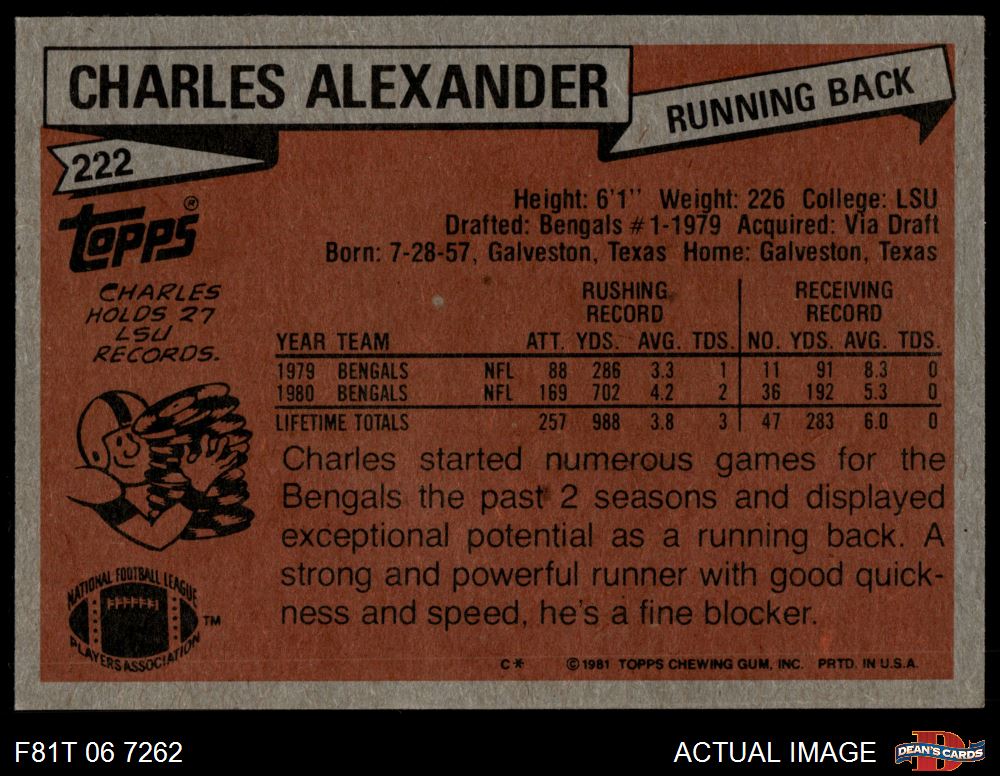 CHARLES ALEXANDER
RUNNING BACK
222
TOPPS®
Height: 6'1'' Weight: 226 College: LSU
Drafted: Bengals #1-1979 Acquired: Via Draft
Born: 7-28-57, Galveston, Texas Home: Galveston, Texas
CHARLES
HOLDS 27
LSU
RECORDS.
RUSHING RECEIVING
RECORD RECORD
YEAR TEAM ATT. YDS. AVG. TDS. NO. YDS. AVG. TDS.
1979 BENGALS NFL 88 286 3.3 1 11 91 8.3 0
1980 BENGALS NFL 169 702 4.2 2 36 192 5.3 0
LIFETIME TOTALS 257 988 3.8 3 47 283 6.0 0
Charles started numerous games for the
Bengals the past 2 seasons and displayed
exceptional potential as a running back. A
strong and powerful runner with good quick-
ness and speed, he's a fine blocker.
NATIONAL FOOTBALL LEAGUE
PLAYERS ASSOCIATION
TM
C* ©1981 TOPPS CHEWING GUM, INC. PRTD. IN U.S.A.
F81T 06 7262
ACTUAL IMAGE
D
DEAN'S CARDS